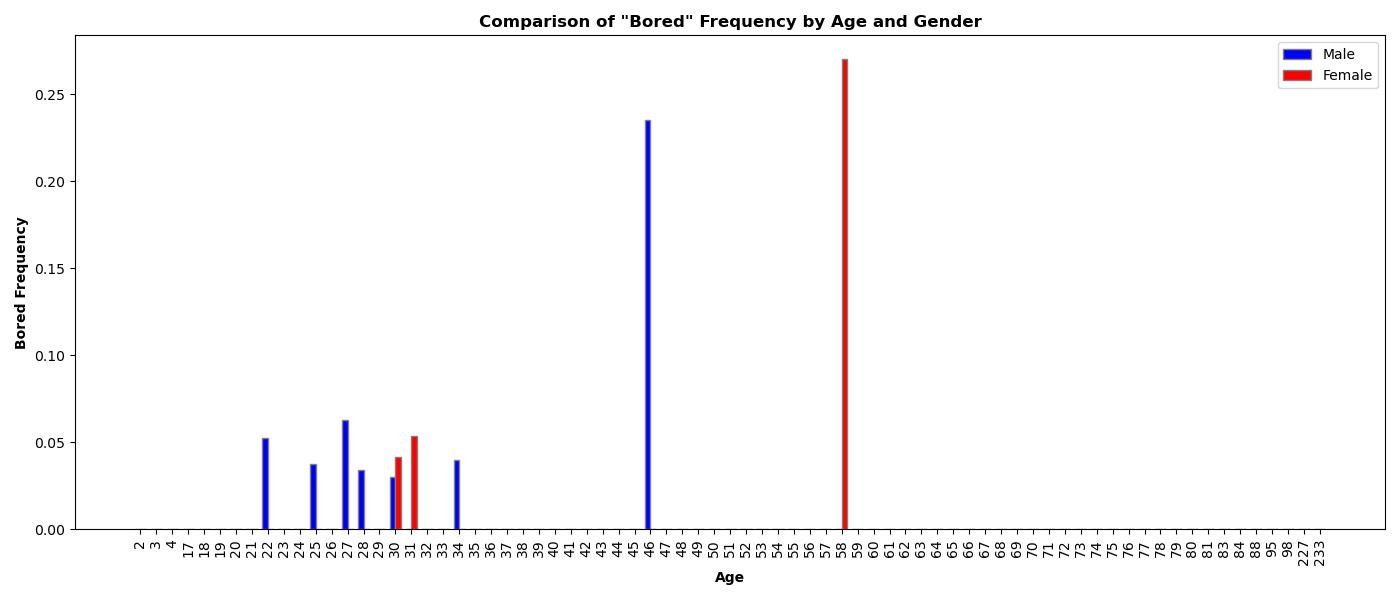 Comparison of "Bored" Frequency by Age and Gender
Male
Female
Bored Frequency
0.25
0.20
0.15
0.10
0.05
0.00
2 3 4 17 18 19 20 21 22 23 24 25 26 27 28 29 30 31 32 33 34 35 36 37 38 39 40 41 42 43 44 45 46 47 48 49 50 51 52 53 54 55 56 57 58 59 60 61 62 63 64 65 66 67 68 69 70 71 72 73 74 75 76 77 78 79 80 81 83 84 88 95 98 227 233
Age